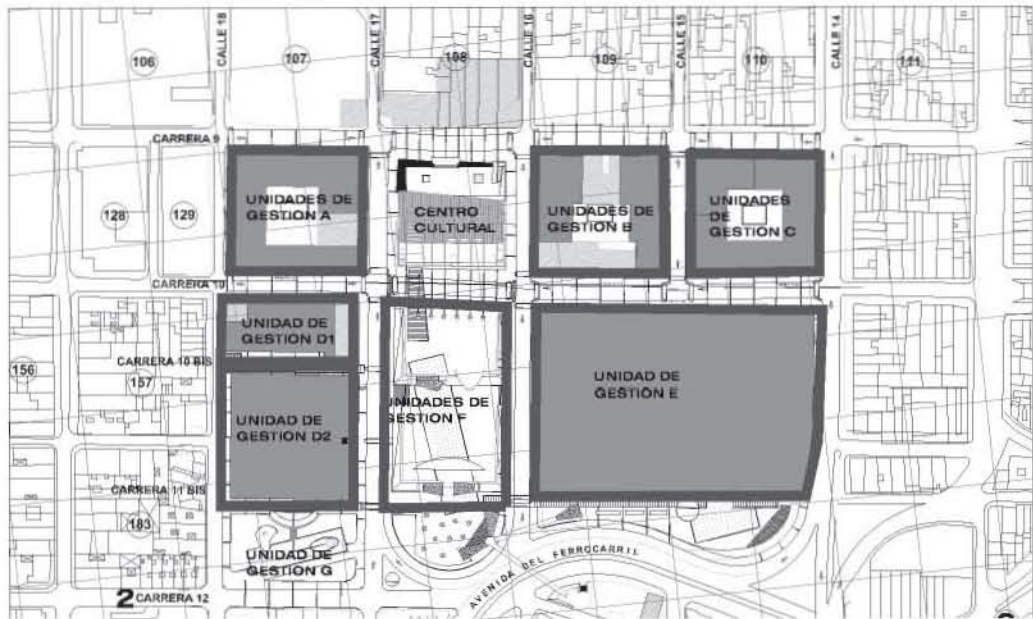 CALLE 18
CALLE 17
CALLE 16
CALLE 15
CALLE 14
106
107
108
109
110
111
CARRERA 9
128
129
UNIDADES DE
GESTION A
CENTRO
CULTURAL
UNIDADES DE
GESTION B
UNIDADES
DE
GESTION C
CARRERA 10
UNIDAD DE
GESTION D1
CARRERA 10 BIS
156
157
UNIDAD DE
GESTION D2
UNIDADES DE
GESTION F
UNIDAD DE
GESTION E
CARRERA 11 BIS
183
UNIDAD DE
GESTION G
AVENIDA DEL FERROCARRIL
2 CARRERA 12